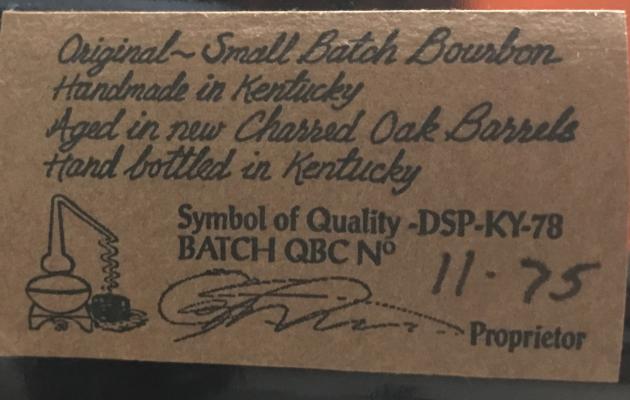 Original~ Small Batch Bourbon
Handmade in Kentucky
Aged in new Charred Oak Barrels
Hand bottled in Kentucky
Symbol of Quality -DSP-KY-78
BATCH QBC Nº 11-75
Proprietor